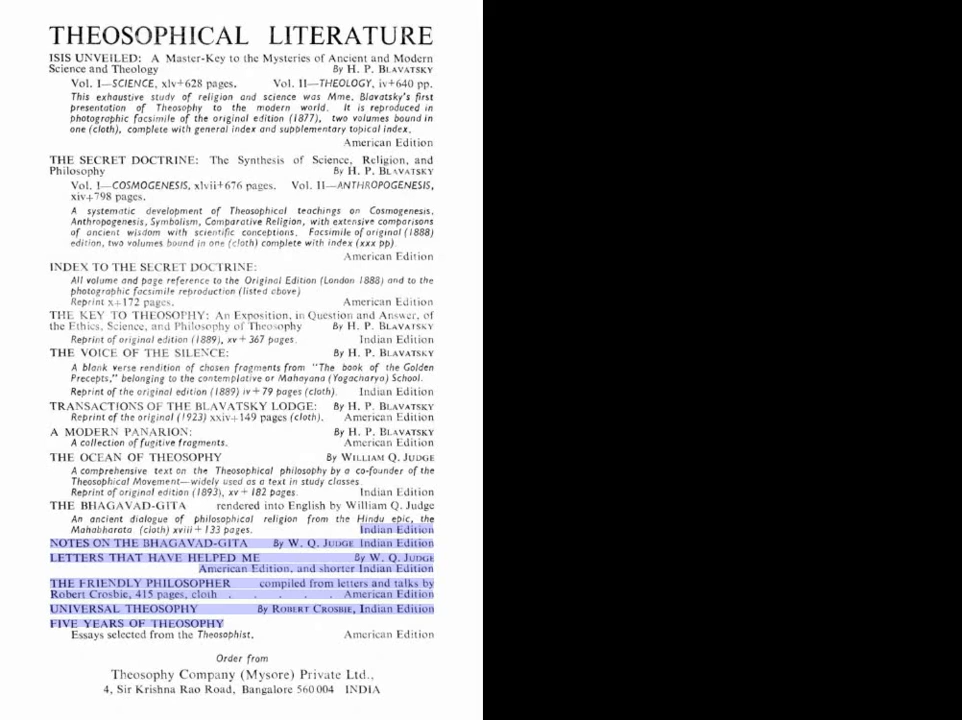 THEOSOPHICAL LITERATURE
ISIS UNVEILED: A Master-Key to the Mysteries of Ancient and Modern
Science and Theology By H. P. BLAVATSKY
Vol. I—SCIENCE, xlv+628 pages. Vol. II—THEOLOGY, iv+640 pp.
This exhaustive study of religion and science was Mme. Blavatsky's first
presentation of Theosophy to the modern world. It is reproduced in
photographic facsimile of the original edition (1877), two volumes bound in
one (cloth), complete with general index and supplementary topical index.
American Edition
THE SECRET DOCTRINE: The Synthesis of Science, Religion, and
Philosophy By H. P. BLAVATSKY
Vol. I—COSMOGENESIS, xlvii+676 pages. Vol. II—ANTHROPOGENESIS,
xiv+798 pages.
A systematic development of Theosophical teachings on Cosmogenesis,
Anthropogenesis, Symbolism, Comparative Religion, with extensive comparisons
of ancient wisdom with scientific conceptions. Facsimile of original (1888)
edition, two volumes bound in one (cloth) complete with index (xxx pp)
American Edition
INDEX TO THE SECRET DOCTRINE:
All volume and page reference to the Original Edition (London 1888) and to the
photographic facsimile reproduction (listed above)
Reprint x+172 pages. American Edition
THE KEY TO THEOSOPHY: An Exposition, in Question and Answer, of
the Ethics, Science, and Philosophy of Theosophy By H. P. BLAVATSKY
Reprint of original edition (1889), xv + 367 pages. Indian Edition
THE VOICE OF THE SILENCE: By H. P. BLAVATSKY
A blank verse rendition of chosen fragments from "The book of the Golden
Precepts," belonging to the contemplative or Mahayana (Yogacharya) School.
Reprint of the original edition (1889) iv + 79 pages (cloth). Indian Edition
TRANSACTIONS OF THE BLAVATSKY LODGE: By H. P. BLAVATSKY
Reprint of the original (1923) xxiv+149 pages (cloth). American Edition
A MODERN PANARION: By H. P. BLAVATSKY
A collection of fugitive fragments. American Edition
THE OCEAN OF THEOSOPHY By WILLIAM Q. JUDGE
A comprehensive text on the Theosophical philosophy by a co-founder of the
Theosophical Movement—widely used as a text in study classes
Reprint of original edition (1893), xv + 182 pages. Indian Edition
THE BHAGAVAD-GITA rendered into English by William Q. Judge
An ancient dialogue of philosophical religion from the Hindu epic, the
Mahabharata (cloth) xviii + 133 pages. Indian Edition
NOTES ON THE BHAGAVAD-GITA By W. Q. JUDGE Indian Edition
LETTERS THAT HAVE HELPED ME By W. Q. JUDGE
American Edition, and shorter Indian Edition
THE FRIENDLY PHILOSOPHER compiled from letters and talks by
Robert Crosbie, 415 pages, cloth . . . . . American Edition
UNIVERSAL THEOSOPHY By ROBERT CROSBIE, Indian Edition
FIVE YEARS OF THEOSOPHY
Essays selected from the Theosophist. American Edition
Order from
Theosophy Company (Mysore) Private Ltd.,
4, Sir Krishna Rao Road, Bangalore 560 004 INDIA